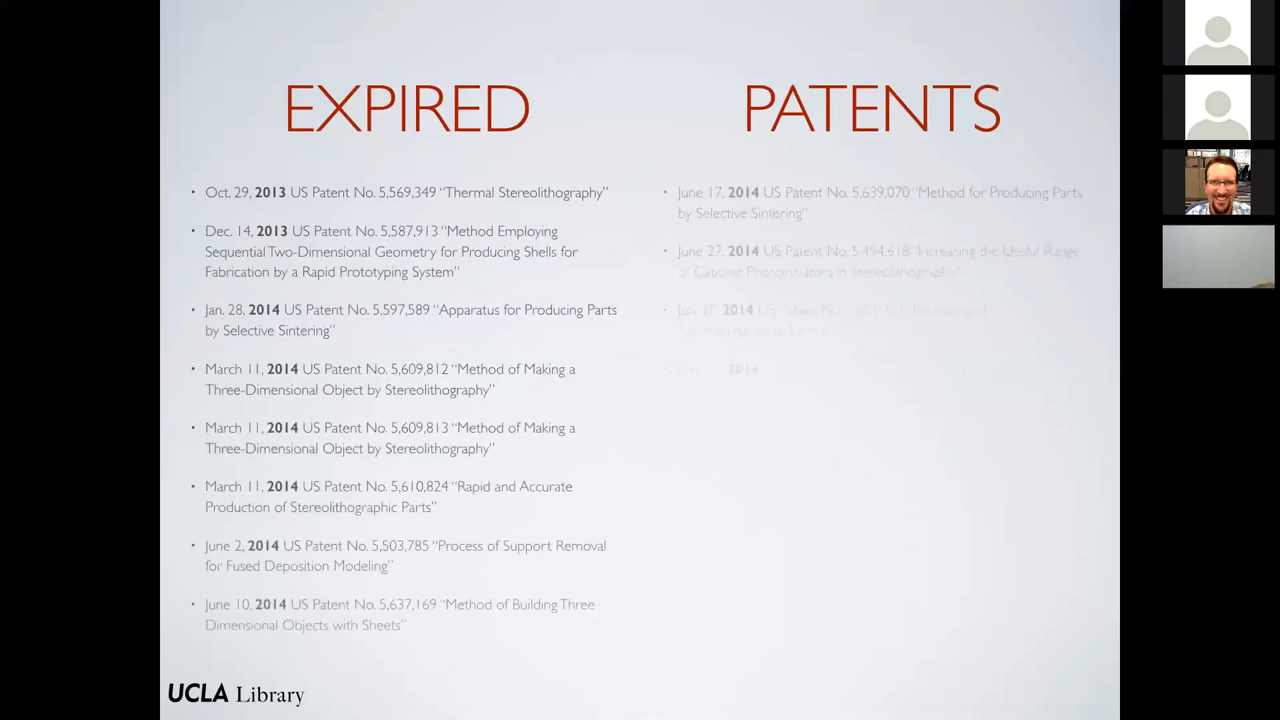 EXPIRED
PATENTS
• Oct. 29, 2013 US Patent No. 5,569,349 “Thermal Stereolithography”
• Dec. 14, 2013 US Patent No. 5,587,913 “Method Employing
Sequential Two-Dimensional Geometry for Producing Shells for
Fabrication by a Rapid Prototyping System”
• Jan. 28, 2014 US Patent No. 5,597,589 “Apparatus for Producing Parts
by Selective Sintering”
• March 11, 2014 US Patent No. 5,609,812 “Method of Making a
Three-Dimensional Object by Stereolithography”
• March 11, 2014 US Patent No. 5,609,813 “Method of Making a
Three-Dimensional Object by Stereolithography”
• March 11, 2014 US Patent No. 5,610,824 “Rapid and Accurate
Production of Stereolithographic Parts”
• June 2, 2014 US Patent No. 5,503,785 “Process of Support Removal
for Fused Deposition Modeling”
• June 10, 2014 US Patent No. 5,637,169 “Method of Building Three
Dimensional Objects with Sheets”
• June 17, 2014 US Patent No. 5,639,070 “Method for Producing Parts
by Selective Sintering”
• June 27, 2014 US Patent No. 5,494,618 “Increasing the Useful Range
of Cationic Photoinitiators in Stereolithography”
• 2014 US Patent No.
• 2014
UCLA Library